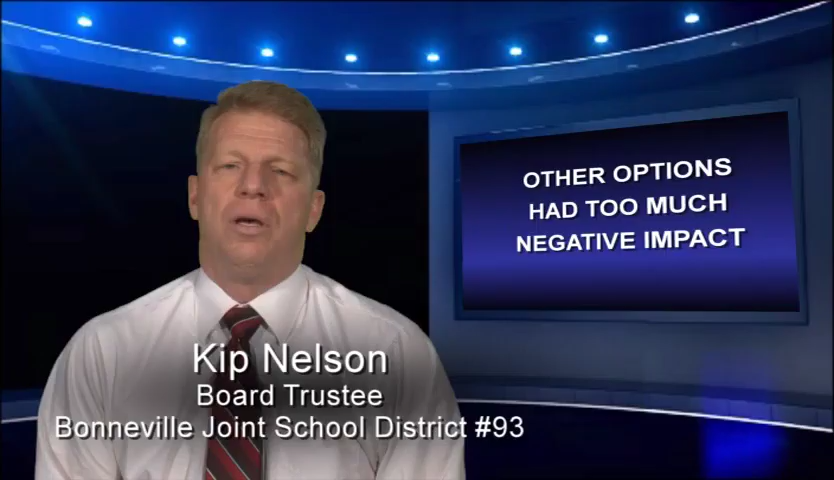 OTHER OPTIONS
HAD TOO MUCH
NEGATIVE IMPACT
Kip Nelson
Board Trustee
Bonneville Joint School District #93